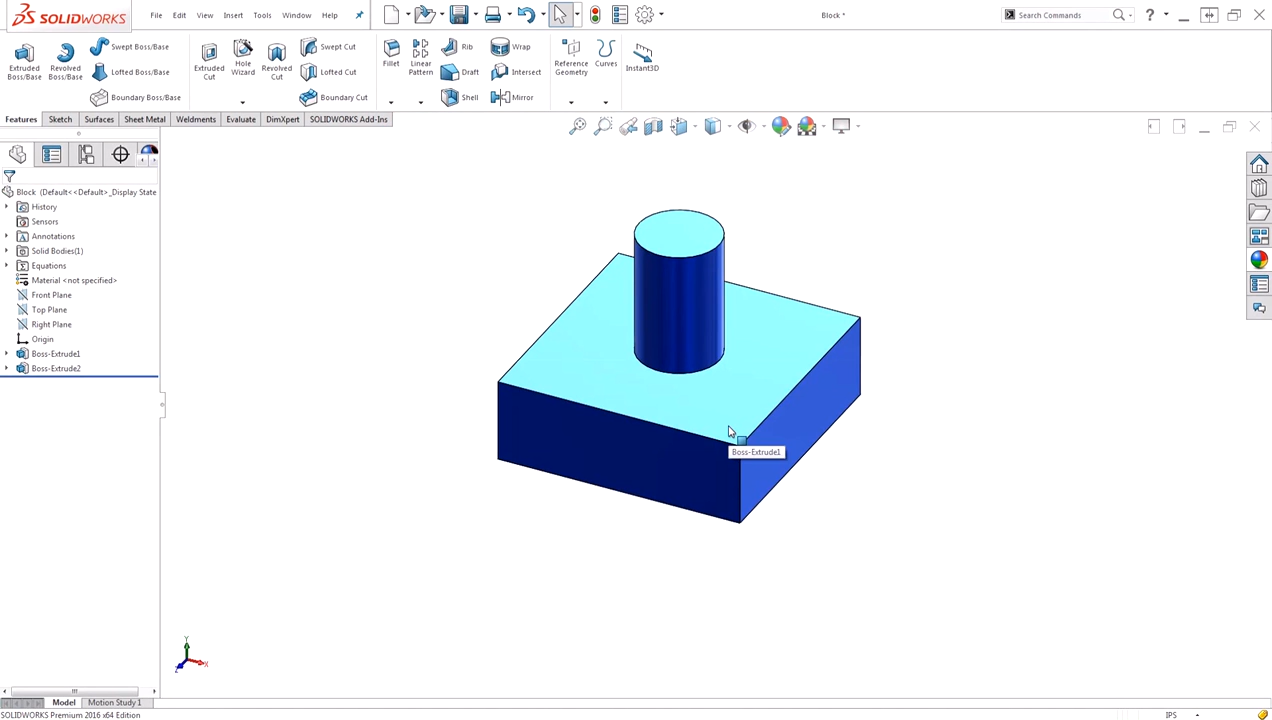 SOLIDWORKS File Edit View Insert Tools Window Help Block * Search Commands
Extruded Boss/Base
Revolved Boss/Base
Swept Boss/Base
Lofted Boss/Base
Boundary Boss/Base
Extruded Cut
Hole Wizard
Revolved Cut
Swept Cut
Lofted Cut
Boundary Cut
Fillet
Linear Pattern
Rib
Draft
Shell
Wrap
Intersect
Mirror
Reference Geometry
Curves
Instant3D
Features Sketch Surfaces Sheet Metal Weldments Evaluate DimXpert SOLIDWORKS Add-Ins
Block (Default<<Default>_Display State
History
Sensors
Annotations
Solid Bodies(1)
Equations
Material <not specified>
Front Plane
Top Plane
Right Plane
Origin
Boss-Extrude1
Boss-Extrude2
Boss-Extrude1
Y
X
Z
Model Motion Study 1
SOLIDWORKS Premium 2016 x64 Edition IPS